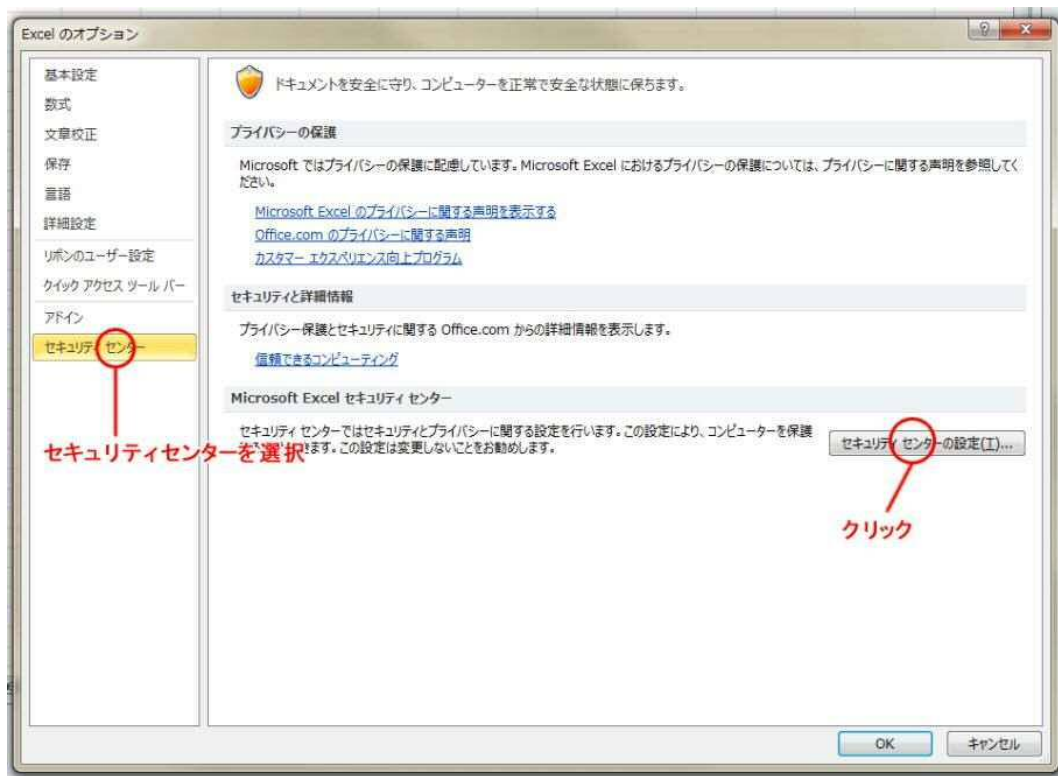 Excel のオプション
基本設定
数式
文章校正
保存
言語
詳細設定
リボンのユーザー設定
クイック アクセス ツール バー
アドイン
セキュリティ センター
ドキュメントを安全に守り、コンピューターを正常で安全な状態に保ちます。
プライバシーの保護
Microsoft ではプライバシーの保護に配慮しています。Microsoft Excel におけるプライバシーの保護については、プライバシーに関する声明を参照してく
ださい。
Microsoft Excel のプライバシーに関する声明を表示する
Office.com のプライバシーに関する声明
カスタマー エクスペリエンス向上プログラム
セキュリティと詳細情報
プライバシー保護とセキュリティに関する Office.com からの詳細情報を表示します。
信頼できるコンピューティング
Microsoft Excel セキュリティ センター
セキュリティ センターではセキュリティとプライバシーに関する設定を行います。この設定により、コンピューターを保護
きます。この設定は変更しないことをお勧めします。
セキュリティ センターの設定(T)...
セキュリティセンターを選択
クリック
OK
キャンセル